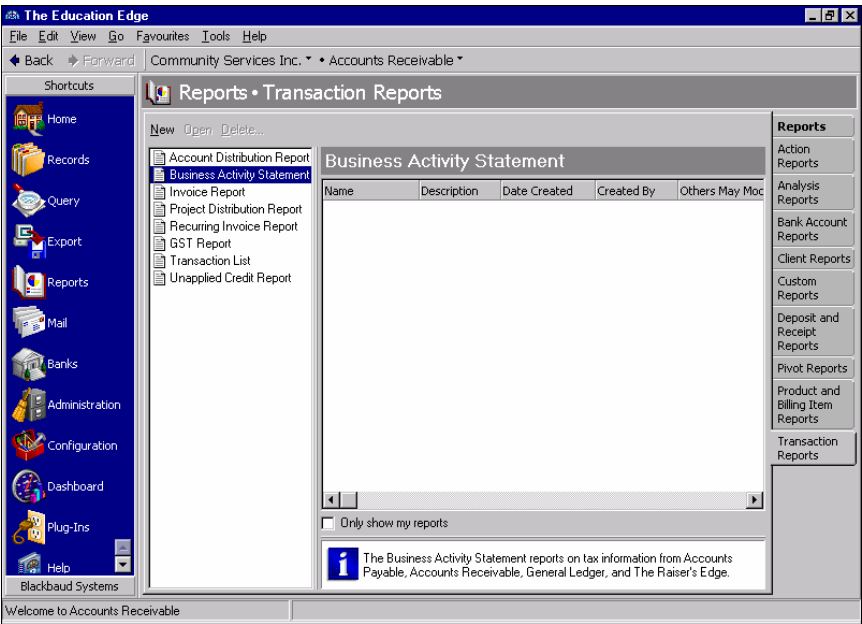 The Education Edge
File Edit View Go Favourites Tools Help
Back Forward Community Services Inc. • Accounts Receivable
Shortcuts
Home
Records
Query
Export
Reports
Mail
Banks
Administration
Configuration
Dashboard
Plug-Ins
Help
Blackbaud Systems
Reports • Transaction Reports
New Open Delete...
Account Distribution Report
Business Activity Statement
Invoice Report
Project Distribution Report
Recurring Invoice Report
GST Report
Transaction List
Unapplied Credit Report
Business Activity Statement
Name Description Date Created Created By Others May Moc
Only show my reports
The Business Activity Statement reports on tax information from Accounts
Payable, Accounts Receivable, General Ledger, and The Raiser's Edge.
Reports
Action
Reports
Analysis
Reports
Bank Account
Reports
Client Reports
Custom
Reports
Deposit and
Receipt
Reports
Pivot Reports
Product and
Billing Item
Reports
Transaction
Reports
Welcome to Accounts Receivable